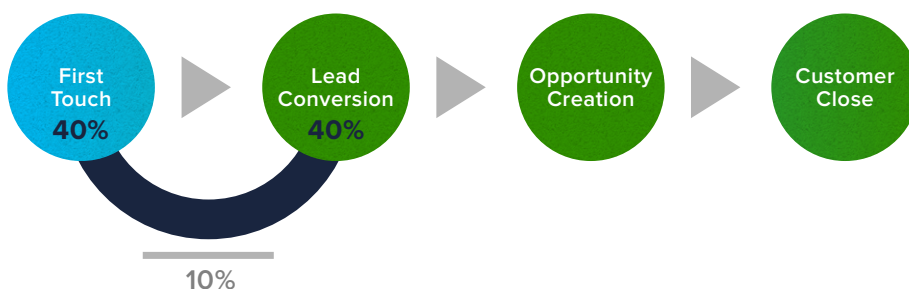 First
Touch
40%
Lead
Conversion
40%
Opportunity
Creation
Customer
Close
10%